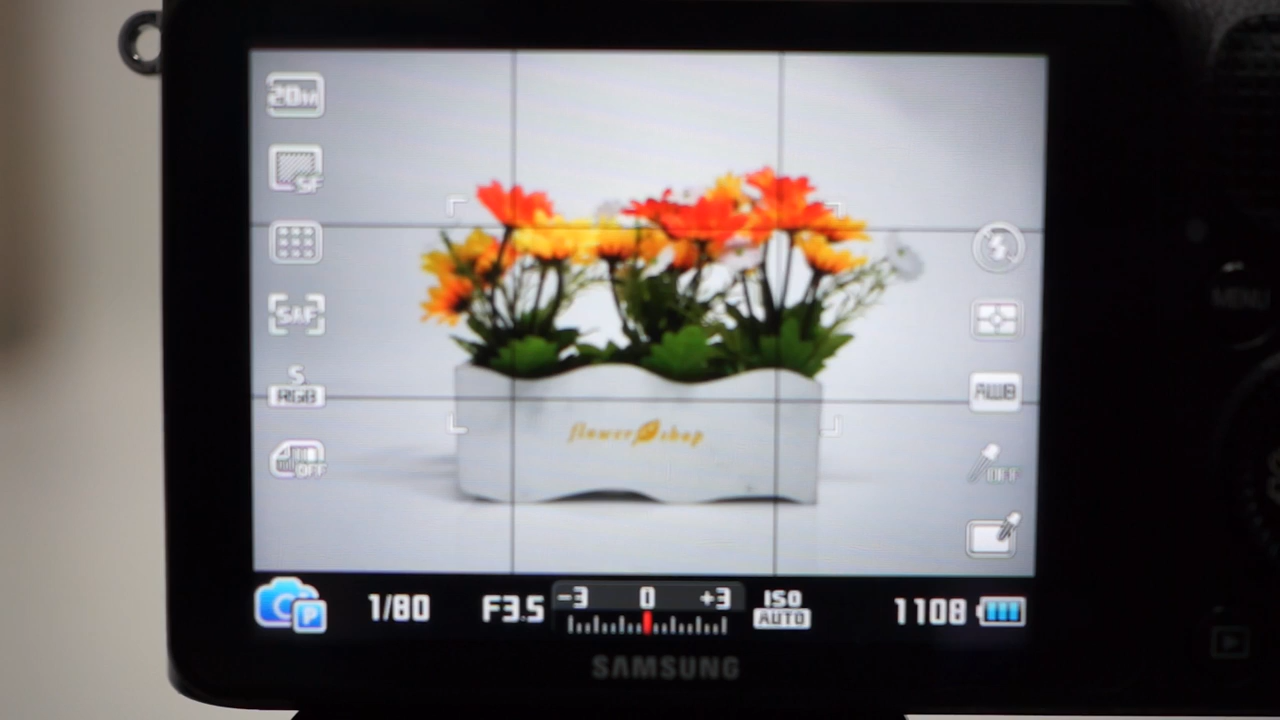 20M
SF
SAF
S
RGB
OFF
flower shop
AWB
OFF
P
1/80
F3.5
-3 0 +3
ISO
AUTO
1108
SAMSUNG
MENU